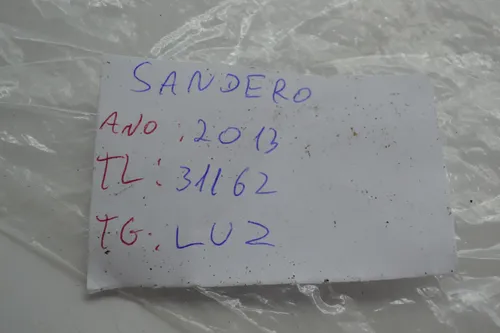 SANDERO
ANO . 2013
TL: 31162
TG. LUZ